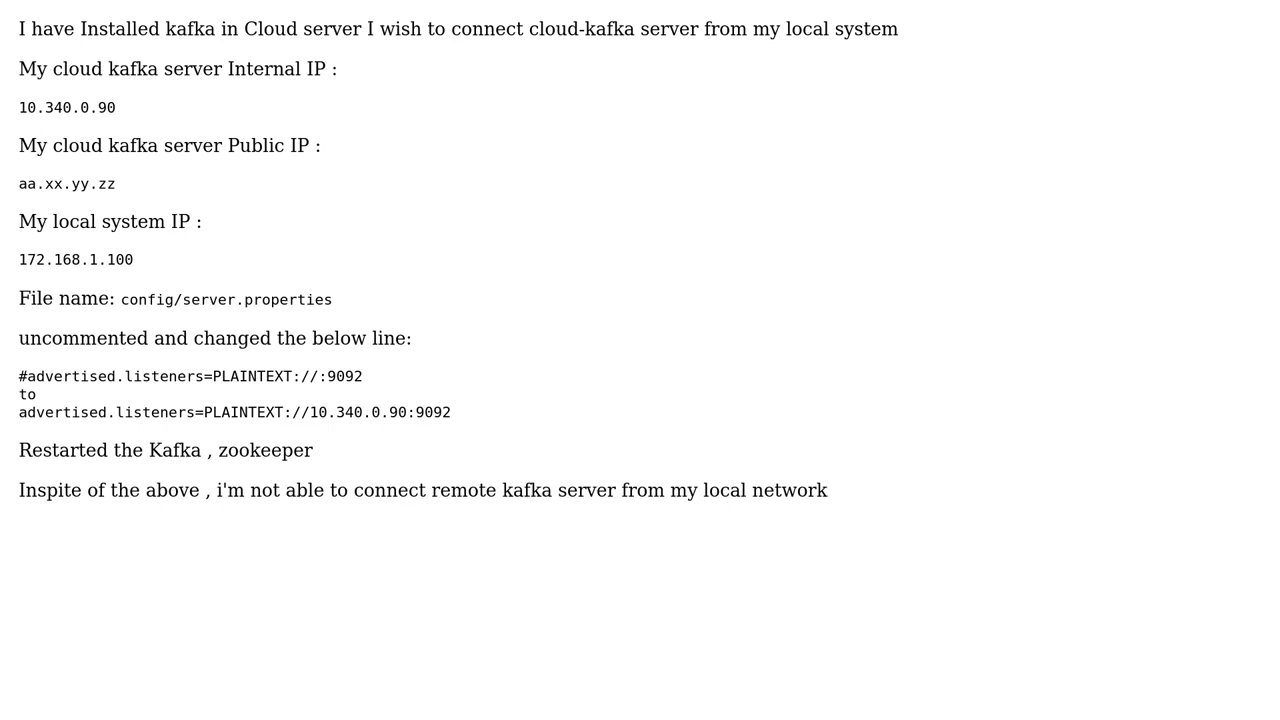 I have Installed kafka in Cloud server I wish to connect cloud-kafka server from my local system
My cloud kafka server Internal IP :
10.340.0.90
My cloud kafka server Public IP :
aa.xx.yy.zz
My local system IP :
172.168.1.100
File name: config/server.properties
uncommented and changed the below line:
#advertised.listeners=PLAINTEXT://:9092
to
advertised.listeners=PLAINTEXT://10.340.0.90:9092
Restarted the Kafka , zookeeper
Inspite of the above , i'm not able to connect remote kafka server from my local network